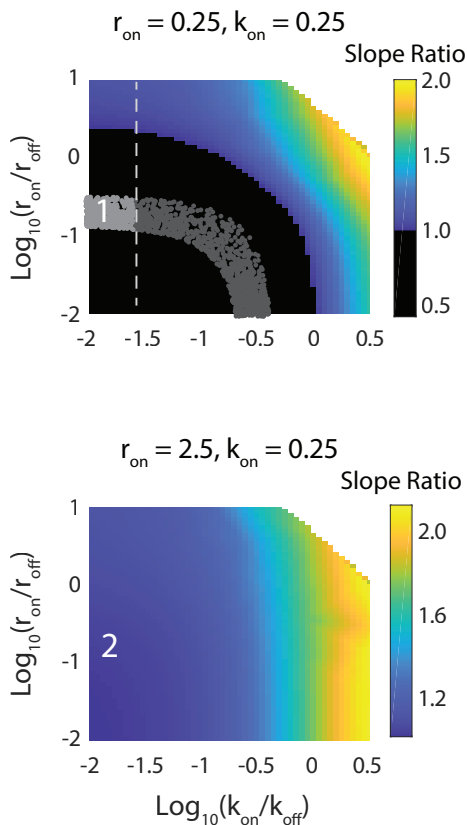 r_on = 0.25, k_on = 0.25
Slope Ratio
Log_10(r_on/r_off)
1
0
-1
-2
1
-2 -1.5 -1 -0.5 0 0.5
2.0
1.5
1.0
0.5
r_on = 2.5, k_on = 0.25
Slope Ratio
Log_10(r_on/r_off)
1
0
-1
-2
2
-2 -1.5 -1 -0.5 0 0.5
Log_10(k_on/k_off)
2.0
1.6
1.2